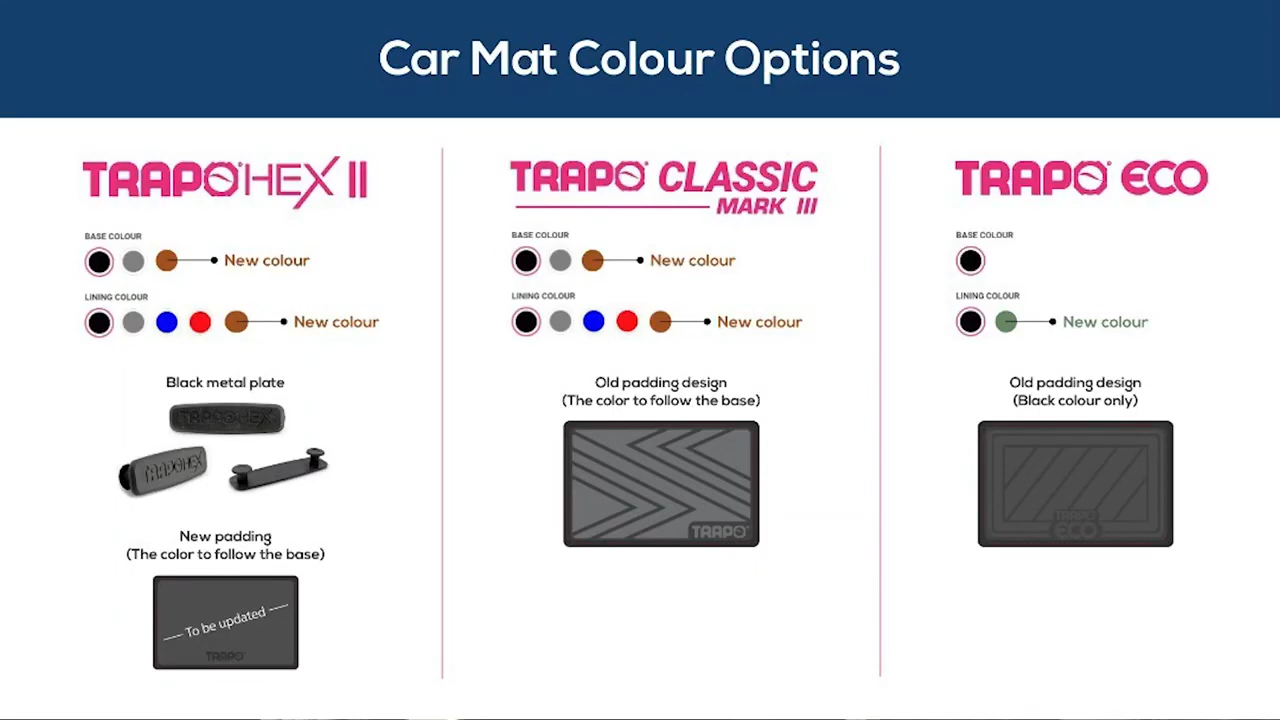 Car Mat Colour Options
TRAPO HEX II
BASE COLOUR
New colour
LINING COLOUR
New colour
Black metal plate
TRAPO HEX
TRAPO HEX
New padding
(The color to follow the base)
To be updated
TRAPO
TRAPO CLASSIC
MARK III
BASE COLOUR
New colour
LINING COLOUR
New colour
Old padding design
(The color to follow the base)
TRAPO
TRAPO ECO
BASE COLOUR
LINING COLOUR
New colour
Old padding design
(Black colour only)
TRAPO
ECO